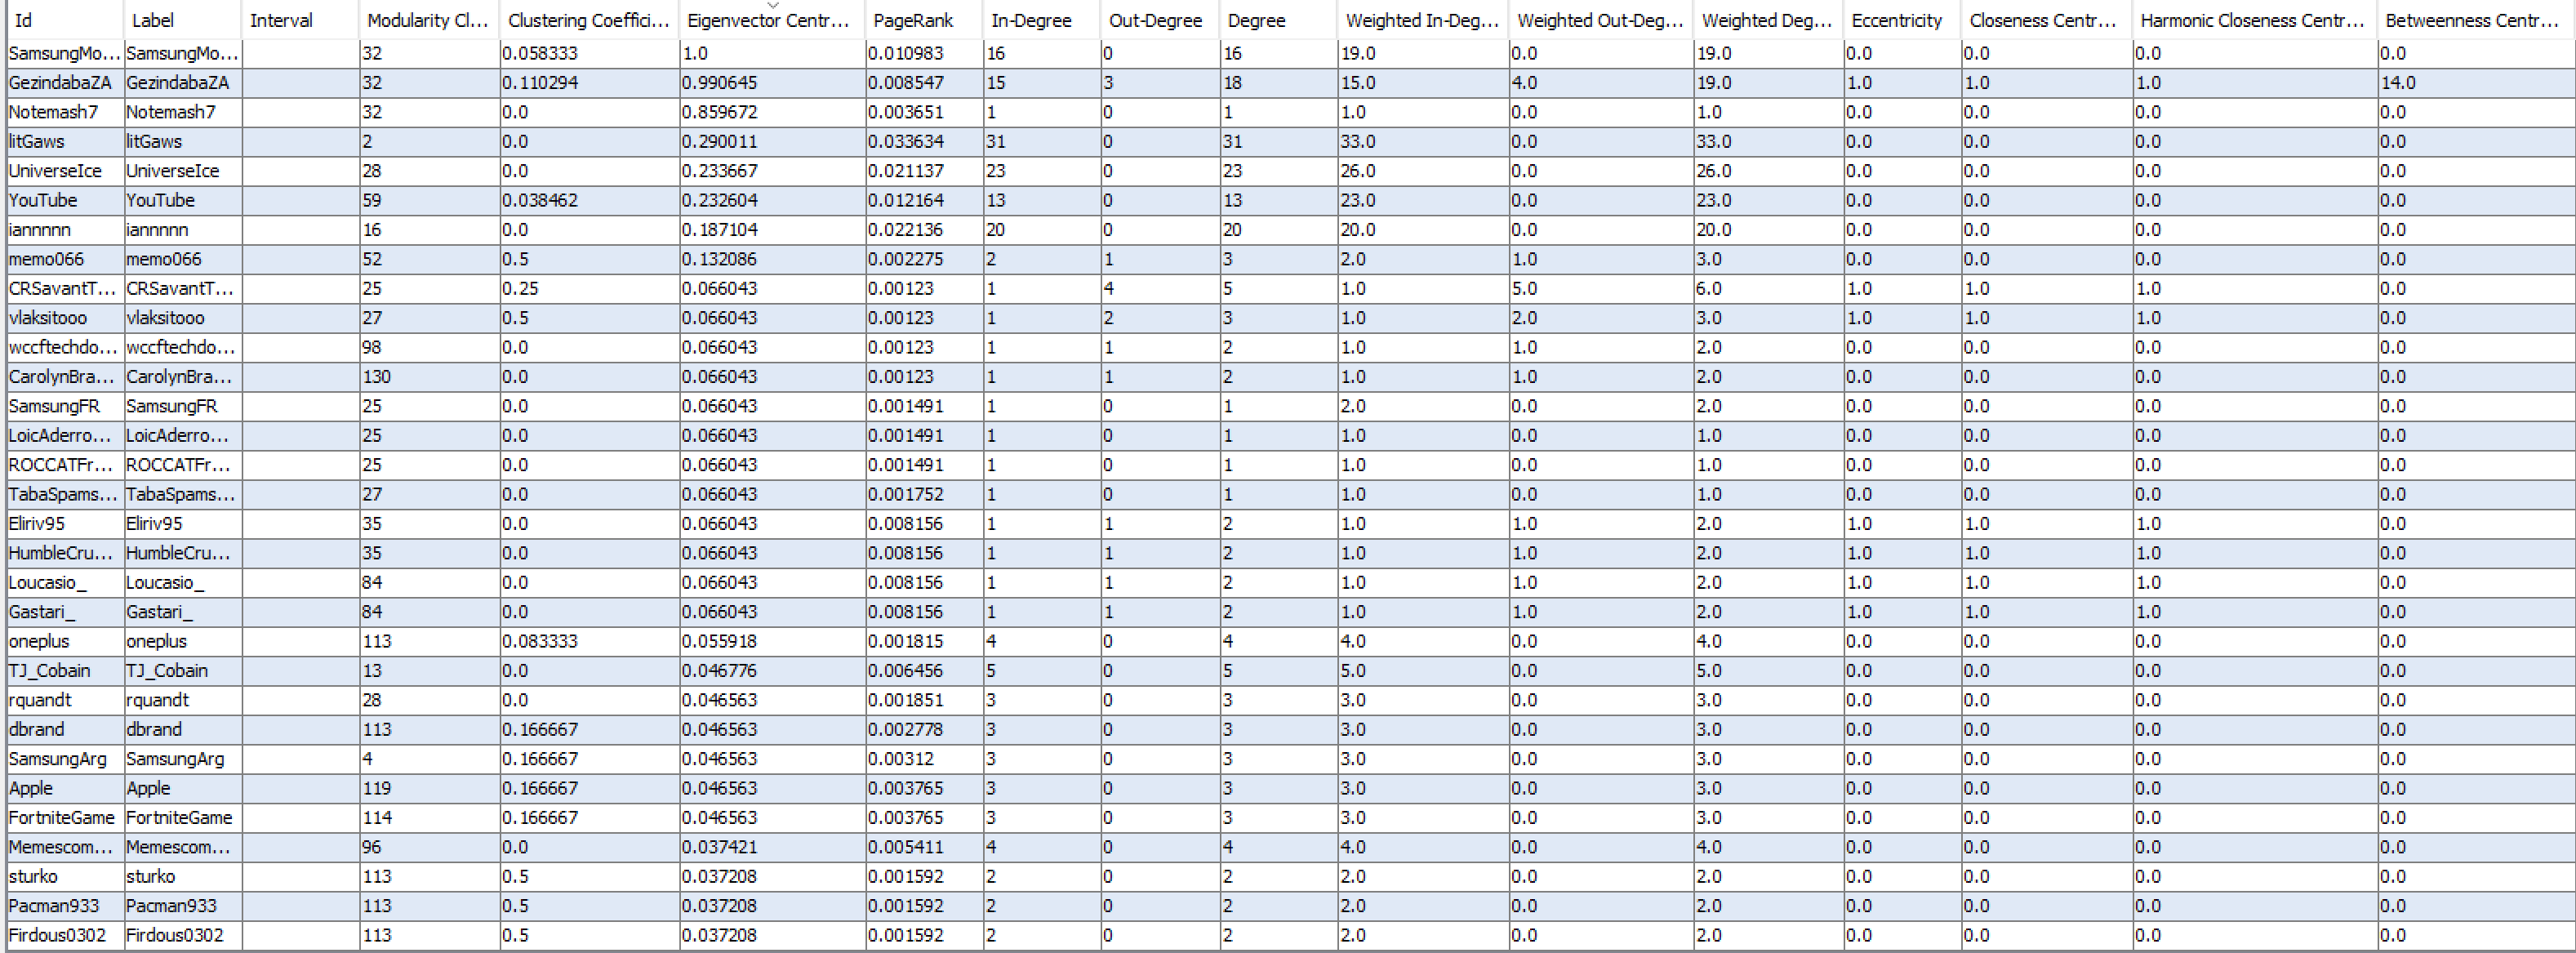 Id Label Interval Modularity Cl... Clustering Coeffici... Eigenvector Centr... PageRank In-Degree Out-Degree Degree Weighted In-Deg... Weighted Out-Deg... Weighted Deg... Eccentricity Closeness Centr... Harmonic Closeness Centr... Betweenness Centr...
SamsungMo... SamsungMo... 32 0.058333 1.0 0.010983 16 0 16 19.0 0.0 19.0 0.0 0.0 0.0 0.0
GezindabaZA GezindabaZA 32 0.110294 0.990645 0.008547 15 3 18 15.0 4.0 19.0 1.0 1.0 1.0 14.0
Notemash7 Notemash7 32 0.0 0.859672 0.003651 1 0 1 1.0 0.0 1.0 0.0 0.0 0.0 0.0
litGaws litGaws 2 0.0 0.290011 0.033634 31 0 31 33.0 0.0 33.0 0.0 0.0 0.0 0.0
UniverseIce UniverseIce 28 0.0 0.233667 0.021137 23 0 23 26.0 0.0 26.0 0.0 0.0 0.0 0.0
YouTube YouTube 59 0.038462 0.232604 0.012164 13 0 13 23.0 0.0 23.0 0.0 0.0 0.0 0.0
iannnnn iannnnn 16 0.0 0.187104 0.022136 20 0 20 20.0 0.0 20.0 0.0 0.0 0.0 0.0
memo066 memo066 52 0.5 0.132086 0.002275 2 1 3 2.0 1.0 3.0 0.0 0.0 0.0 0.0
CRSavantT... CRSavantT... 25 0.25 0.066043 0.00123 1 4 5 1.0 5.0 6.0 1.0 1.0 1.0 0.0
vlaksitooo vlaksitooo 27 0.5 0.066043 0.00123 1 2 3 1.0 2.0 3.0 1.0 1.0 1.0 0.0
wccftechdo... wccftechdo... 98 0.0 0.066043 0.00123 1 1 2 1.0 1.0 2.0 0.0 0.0 0.0 0.0
CarolynBra... CarolynBra... 130 0.0 0.066043 0.00123 1 1 2 1.0 1.0 2.0 0.0 0.0 0.0 0.0
SamsungFR SamsungFR 25 0.0 0.066043 0.001491 1 0 1 2.0 0.0 2.0 0.0 0.0 0.0 0.0
LoicAderro... LoicAderro... 25 0.0 0.066043 0.001491 1 0 1 1.0 0.0 1.0 0.0 0.0 0.0 0.0
ROCCATFr... ROCCATFr... 25 0.0 0.066043 0.001491 1 0 1 1.0 0.0 1.0 0.0 0.0 0.0 0.0
TabaSpams... TabaSpams... 27 0.0 0.066043 0.001752 1 0 1 1.0 0.0 1.0 0.0 0.0 0.0 0.0
Eliriv95 Eliriv95 35 0.0 0.066043 0.008156 1 1 2 1.0 1.0 2.0 1.0 1.0 1.0 0.0
HumbleCru... HumbleCru... 35 0.0 0.066043 0.008156 1 1 2 1.0 1.0 2.0 1.0 1.0 1.0 0.0
Loucasio_ Loucasio_ 84 0.0 0.066043 0.008156 1 1 2 1.0 1.0 2.0 1.0 1.0 1.0 0.0
Gastari_ Gastari_ 84 0.0 0.066043 0.008156 1 1 2 1.0 1.0 2.0 1.0 1.0 1.0 0.0
oneplus oneplus 113 0.083333 0.055918 0.001815 4 0 4 4.0 0.0 4.0 0.0 0.0 0.0 0.0
TJ_Cobain TJ_Cobain 13 0.0 0.046776 0.006456 5 0 5 5.0 0.0 5.0 0.0 0.0 0.0 0.0
rquandt rquandt 28 0.0 0.046563 0.001851 3 0 3 3.0 0.0 3.0 0.0 0.0 0.0 0.0
dbrand dbrand 113 0.166667 0.046563 0.002778 3 0 3 3.0 0.0 3.0 0.0 0.0 0.0 0.0
SamsungArg SamsungArg 4 0.166667 0.046563 0.00312 3 0 3 3.0 0.0 3.0 0.0 0.0 0.0 0.0
Apple Apple 119 0.166667 0.046563 0.003765 3 0 3 3.0 0.0 3.0 0.0 0.0 0.0 0.0
FortniteGame FortniteGame 114 0.166667 0.046563 0.003765 3 0 3 3.0 0.0 3.0 0.0 0.0 0.0 0.0
Memescom... Memescom... 96 0.0 0.037421 0.005411 4 0 4 4.0 0.0 4.0 0.0 0.0 0.0 0.0
sturko sturko 113 0.5 0.037208 0.001592 2 0 2 2.0 0.0 2.0 0.0 0.0 0.0 0.0
Pacman933 Pacman933 113 0.5 0.037208 0.001592 2 0 2 2.0 0.0 2.0 0.0 0.0 0.0 0.0
Firdous0302 Firdous0302 113 0.5 0.037208 0.001592 2 0 2 2.0 0.0 2.0 0.0 0.0 0.0 0.0